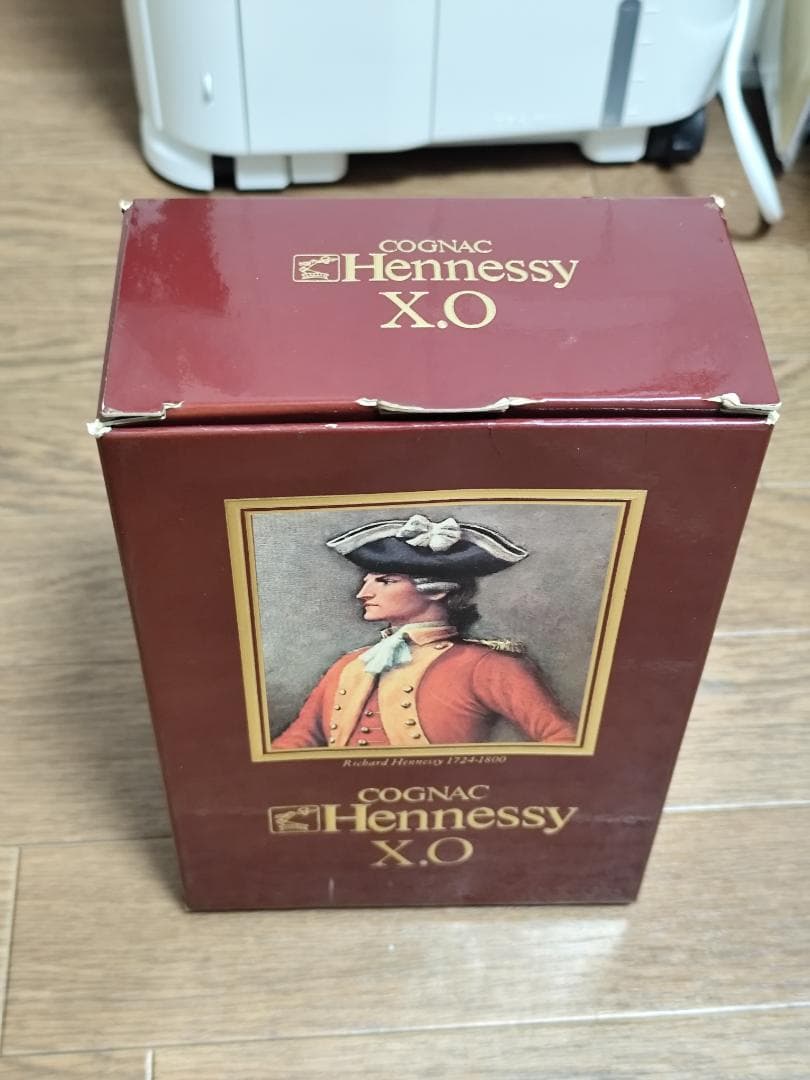 COGNAC
Hennessy
X.O
Richard Hennessy 1724-1800
COGNAC
Hennessy
X.O